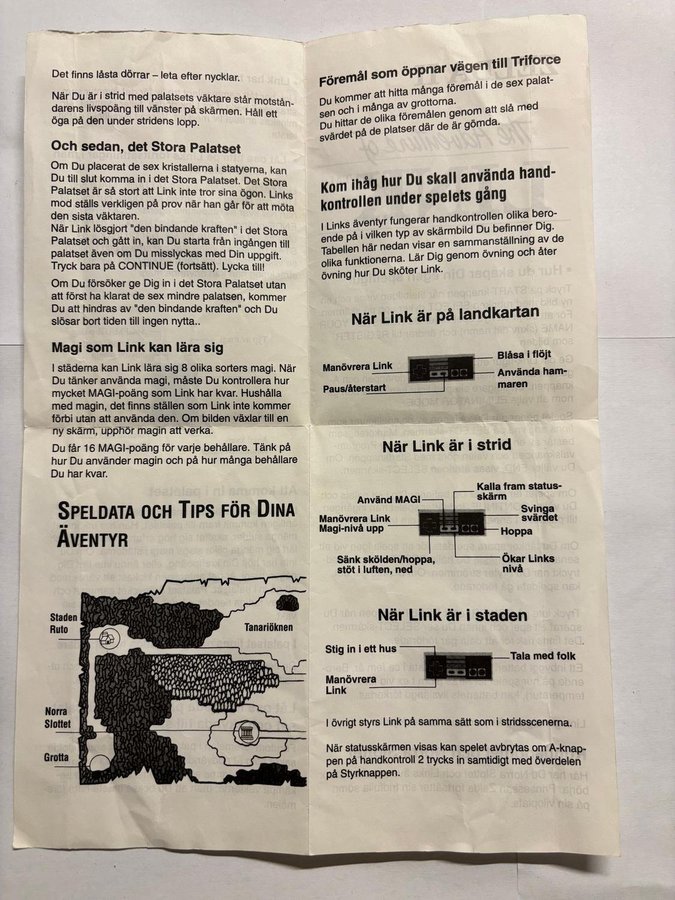 Det finns låsta dörrar – leta efter nycklar.
När Du är i strid med palatsets väktare står motstån-
darens livspoäng till vänster på skärmen. Håll ett
öga på den under stridens lopp.
Och sedan, det Stora Palatset
Om Du placerat de sex kristallerna i statyerna, kan
Du till slut komma in i det Stora Palatset. Det Stora
Palatset är så stort att Link inte tror sina ögon. Links
mod ställs verkligen på prov när han går för att möta
den sista väktaren.
När Link lösgjort "den bindande kraften" i det Stora
Palatset och gått in, kan Du starta från ingången till
palatset även om Du misslyckas med Din uppgift.
Tryck bara på CONTINUE (fortsätt). Lycka till!
Om Du försöker ge Dig in i det Stora Palatset utan
att först ha klarat de sex mindre palatsen, kommer
Du att hindras av "den bindande kraften" och Du
slösar bort tiden till ingen nytta..
Magi som Link kan lära sig
I städerna kan Link lära sig 8 olika sorters magi. När
Du tänker använda magi, måste Du kontrollera hur
mycket MAGI-poäng som Link har kvar. Hushålla
med magin, det finns ställen som Link inte kommer
förbi utan att använda den. Om bilden växlar till en
ny skärm, upphör magin att verka.
Du får 16 MAGI-poäng för varje behållare. Tänk på
hur Du använder magin och på hur många behållare
Du har kvar.
SPELDATA OCH TIPS FÖR DINA
ÄVENTYR
Staden
Ruto
Tanariöknen
Norra
Slottet
Grotta
Föremål som öppnar vägen till Triforce
Du kommer att hitta många föremål i de sex palat-
sen och i många av grottorna.
Du hittar de olika föremålen genom att slå med
svärdet på de platser där de är gömda.
Kom ihåg hur Du skall använda hand-
kontrollen under spelets gång
I Links äventyr fungerar handkontrollen olika bero-
ende på i vilken typ av skärmbild Du befinner Dig.
Tabellen här nedan visar en sammanställning av de
olika funktionerna. Lär Dig genom övning och åter
övning hur Du sköter Link.
När Link är på landkartan
Manövrera Link
Paus/återstart
Blåsa i flöjt
Använda ham-
maren
När Link är i strid
Använd MAGI
Kalla fram status-
skärm
Manövrera Link
Magi-nivå upp
Svinga
svärdet
Hoppa
Sänk skölden/hoppa,
stöt i luften, ned
Ökar Links
nivå
När Link är i staden
Stig in i ett hus
Tala med folk
Manövrera
Link
I övrigt styrs Link på samma sätt som i stridsscenerna.
När statusskärmen visas kan spelet avbrytas om A-knap-
pen på handkontroll 2 trycks in samtidigt med överdelen
på Styrknappen.